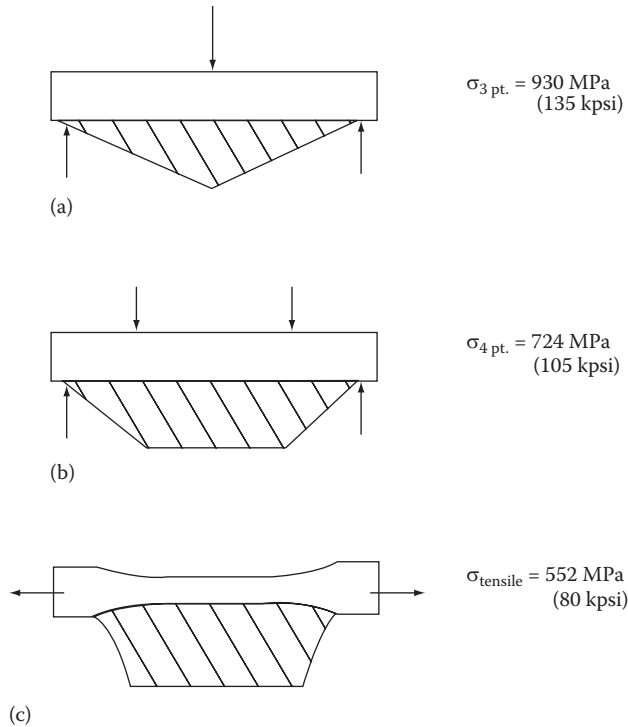 σ3 pt. = 930 MPa
(135 kpsi)
(a)
σ4 pt. = 724 MPa
(105 kpsi)
(b)
σtensile = 552 MPa
(80 kpsi)
(c)